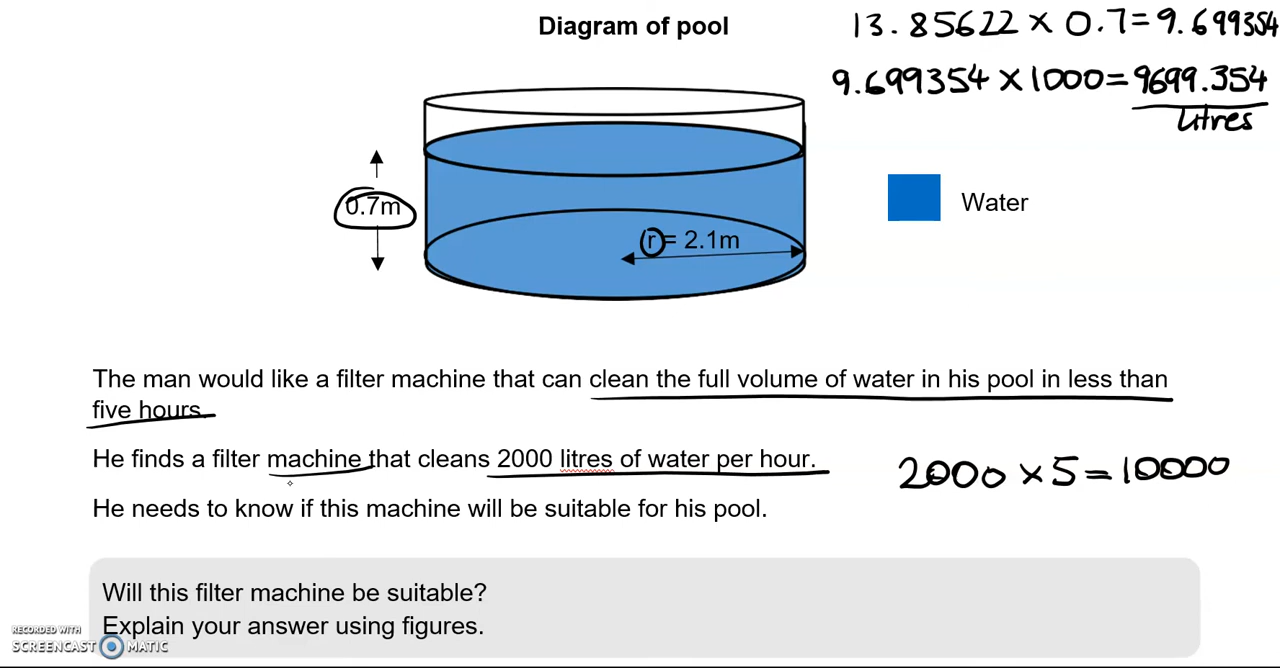 Diagram of pool
13.85622 × 0.7 = 9.699354
9.699354 × 1000 = 9699.354
Litres
0.7m
r = 2.1m
Water
The man would like a filter machine that can clean the full volume of water in his pool in less than
five hours.
He finds a filter machine that cleans 2000 litres of water per hour.
2000 × 5 = 10000
He needs to know if this machine will be suitable for his pool.
Will this filter machine be suitable?
Explain your answer using figures.
RECORDED WITH
SCREENCAST MATIC